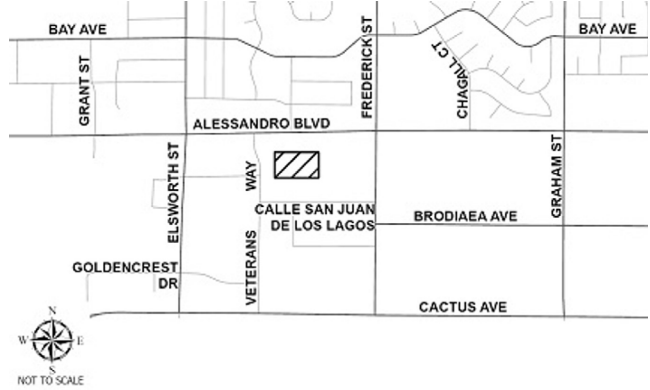 BAY AVE
BAY AVE
GRANT ST
FREDERICK ST
CHAGALL CT
ALESSANDRO BLVD
ELSWORTH ST
VETERANS WAY
GRAHAM ST
CALLE SAN JUAN
DE LOS LAGOS
BRODIAEA AVE
GOLDENCREST
DR
CACTUS AVE
N
W E
S
NOT TO SCALE